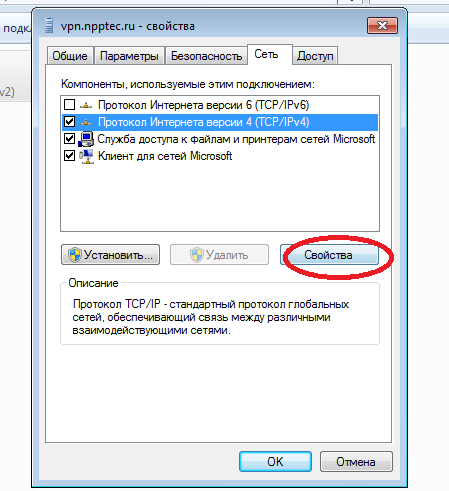 vpn.npptec.ru - свойства
подкл
v2)
Общие Параметры Безопасность Сеть Доступ
Компоненты, используемые этим подключением:
Протокол Интернета версии 6 (TCP/IPv6)
Протокол Интернета версии 4 (TCP/IPv4)
Служба доступа к файлам и принтерам сетей Microsoft
Клиент для сетей Microsoft
Установить... Удалить Свойства
Описание
Протокол TCP/IP - стандартный протокол глобальных
сетей, обеспечивающий связь между различными
взаимодействующими сетями.
OK Отмена